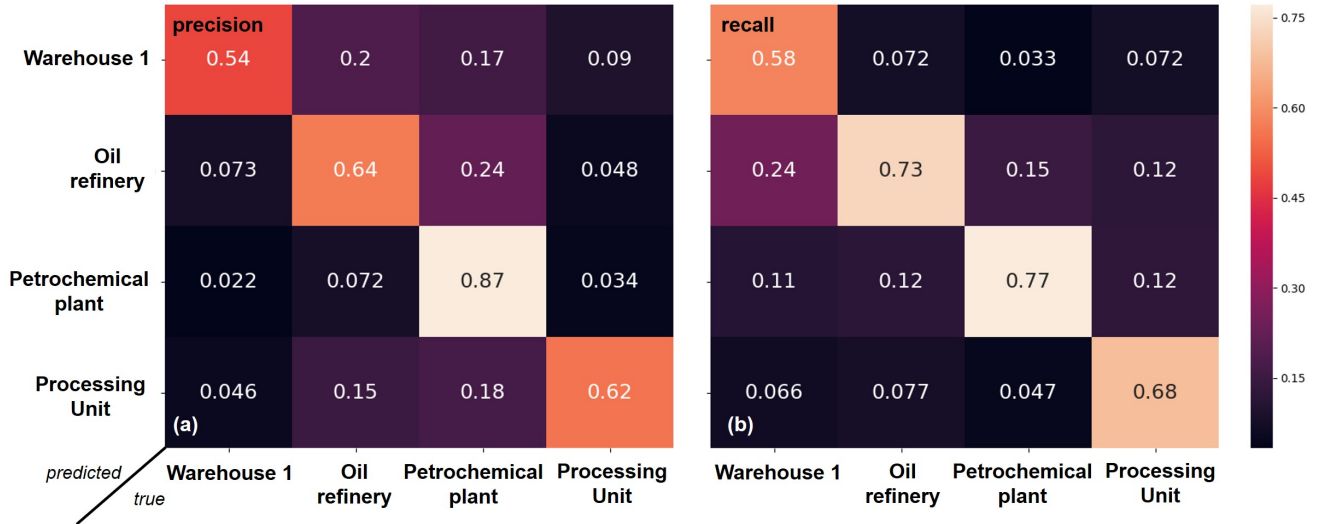 precision
recall
0.75
Warehouse 1
0.54 0.2 0.17 0.09
0.58 0.072 0.033 0.072
0.60
Oil
refinery
0.073 0.64 0.24 0.048
0.24 0.73 0.15 0.12
0.45
Petrochemical
plant
0.022 0.072 0.87 0.034
0.11 0.12 0.77 0.12
0.30
Processing
Unit
0.046 0.15 0.18 0.62
0.066 0.077 0.047 0.68
0.15
(a)
(b)
predicted
true
Warehouse 1
Oil
refinery
Petrochemical
plant
Processing
Unit
Warehouse 1
Oil
refinery
Petrochemical
plant
Processing
Unit